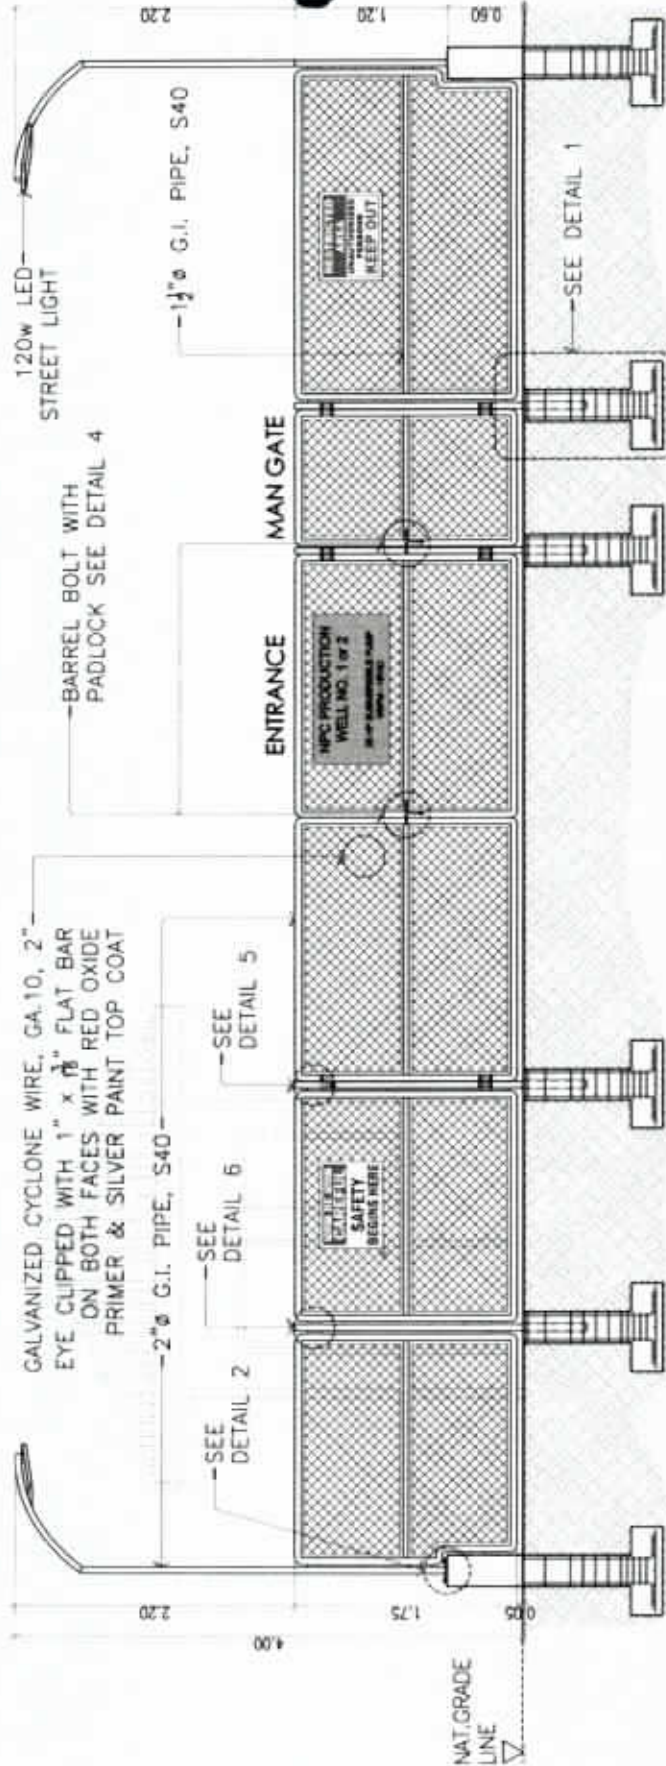 GALVANIZED CYCLONE WIRE, GA.10, 2"
EYE CLIPPED WITH 1" x FLAT BAR
ON BOTH FACES WITH RED OXIDE
PRIMER & SILVER PAINT TOP COAT
BARREL BOLT WITH
PADLOCK SEE DETAIL 4
120w LED
STREET LIGHT
2"ø G.I. PIPE, S40
1½"ø G.I. PIPE, S40
SEE
DETAIL 2
SEE
DETAIL 6
SEE
DETAIL 5
ENTRANCE
MAN GATE
SAFETY
BEGINS HERE
NPC PRODUCTION
WELL NO. 1 or 2
KEEP OUT
SEE DETAIL 1
NAT.GRADE
LINE
4.00
2.20
1.75
0.05
2.20
1.20
0.60